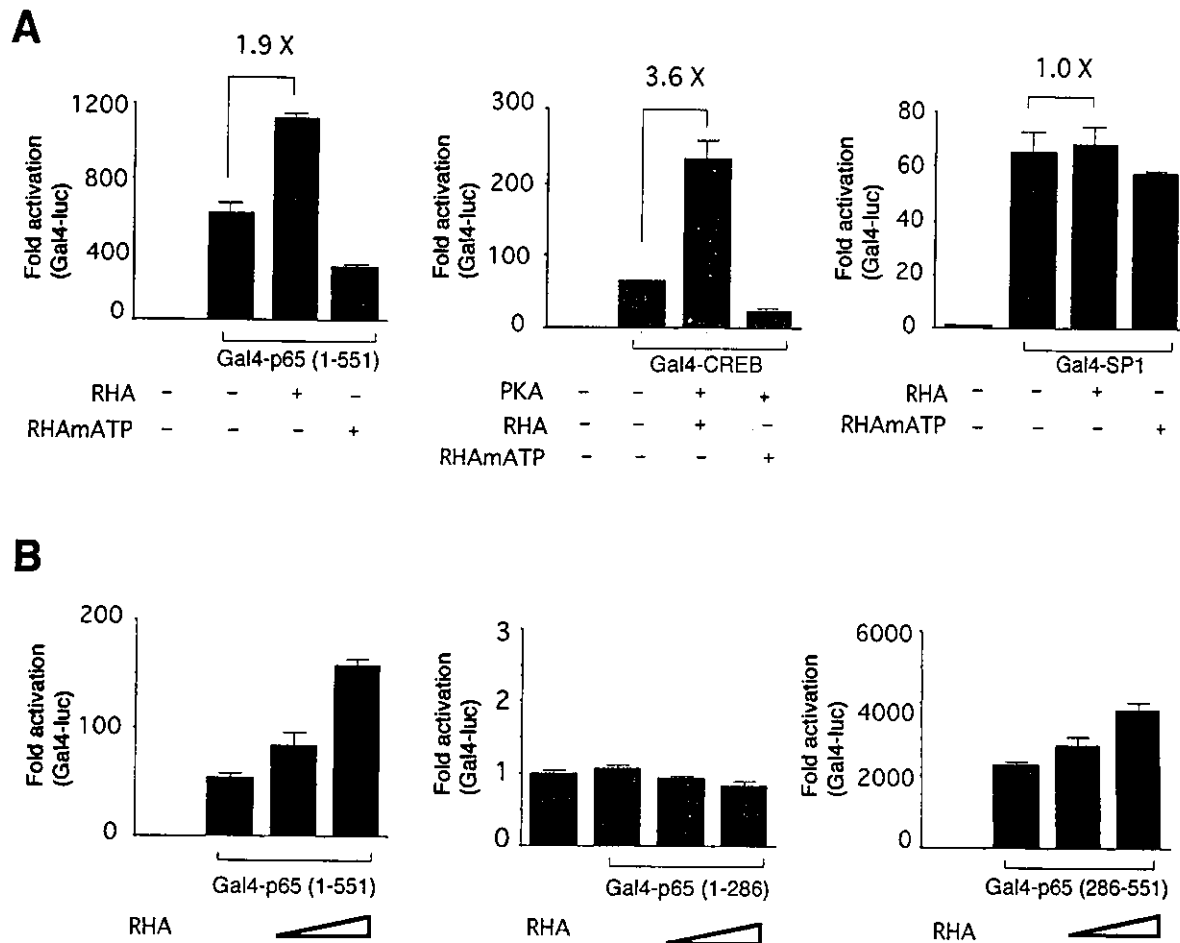 A
1.9 X
Fold activation
(Gal4-luc)
1200
800
400
0
Gal4-p65 (1-551)
RHA - - + -
RHAmATP - - - +
3.6 X
Fold activation
(Gal4-luc)
300
200
100
0
Gal4-CREB
PKA - - + +
RHA - - + -
RHAmATP - - - +
1.0 X
Fold activation
(Gal4-luc)
80
60
40
20
0
Gal4-SP1
RHA - - + -
RHAmATP - - - +
B
Fold activation
(Gal4-luc)
200
100
0
Gal4-p65 (1-551)
RHA
Fold activation
(Gal4-luc)
3
2
1
0
Gal4-p65 (1-286)
RHA
Fold activation
(Gal4-luc)
6000
4000
2000
0
Gal4-p65 (286-551)
RHA